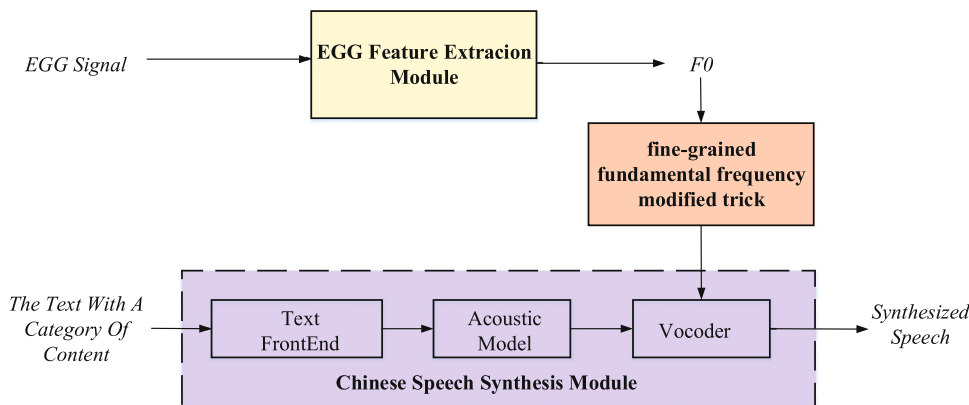 EGG Signal
EGG Feature Extracion
Module
F0
fine-grained
fundamental frequency
modified trick
The Text With A
Category Of
Content
Text
FrontEnd
Acoustic
Model
Vocoder
Synthesized
Speech
Chinese Speech Synthesis Module